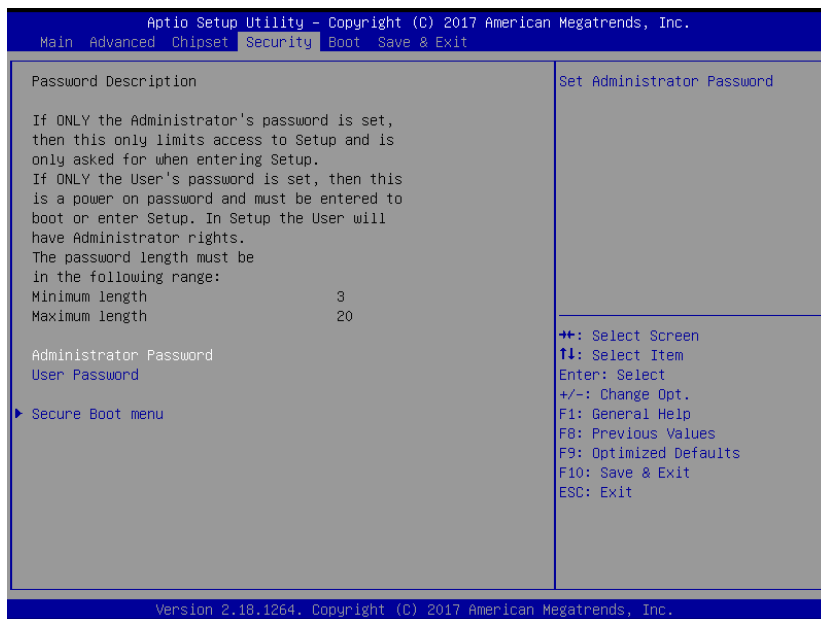 Aptio Setup Utility – Copyright (C) 2017 American Megatrends, Inc.
Main Advanced Chipset Security Boot Save & Exit
Password Description
If ONLY the Administrator's password is set,
then this only limits access to Setup and is
only asked for when entering Setup.
If ONLY the User's password is set, then this
is a power on password and must be entered to
boot or enter Setup. In Setup the User will
have Administrator rights.
The password length must be
in the following range:
Minimum length 3
Maximum length 20
Administrator Password
User Password
Secure Boot menu
Set Administrator Password
→←: Select Screen
↑↓: Select Item
Enter: Select
+/-: Change Opt.
F1: General Help
F8: Previous Values
F9: Optimized Defaults
F10: Save & Exit
ESC: Exit
Version 2.18.1264. Copyright (C) 2017 American Megatrends, Inc.